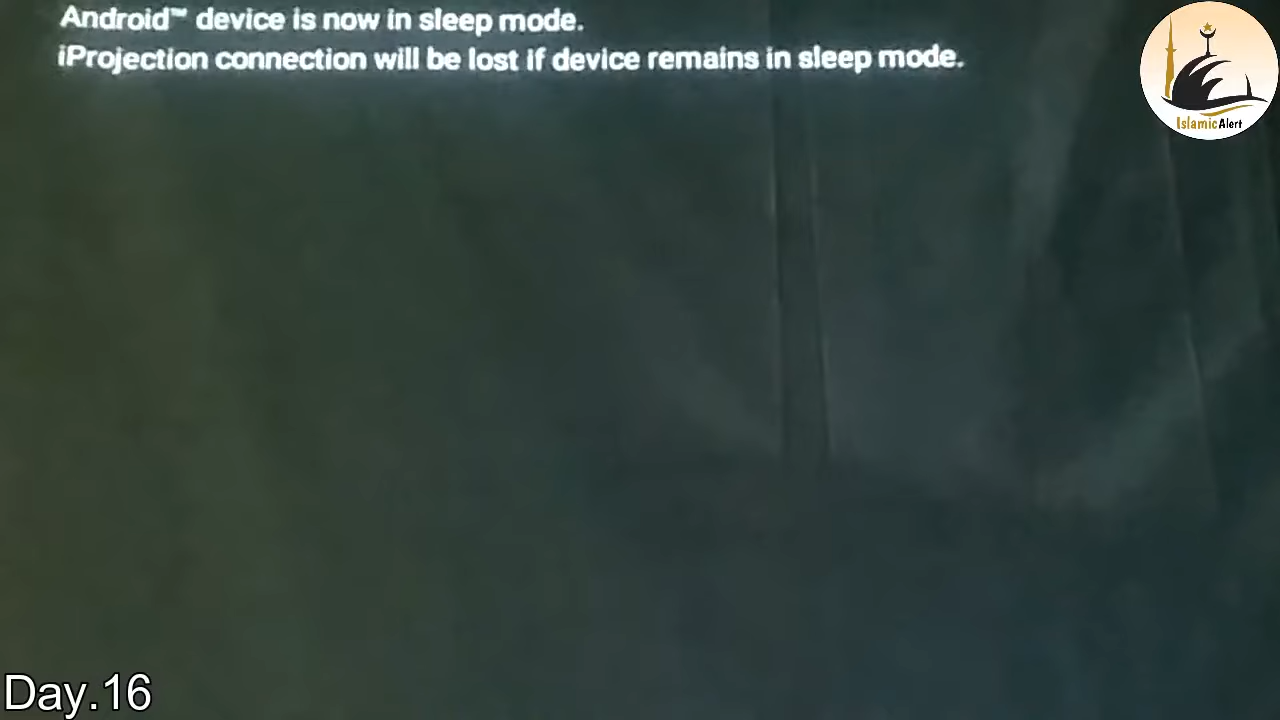 Android™ device is now in sleep mode.
iProjection connection will be lost if device remains in sleep mode.
IslamicAlert
Day.16